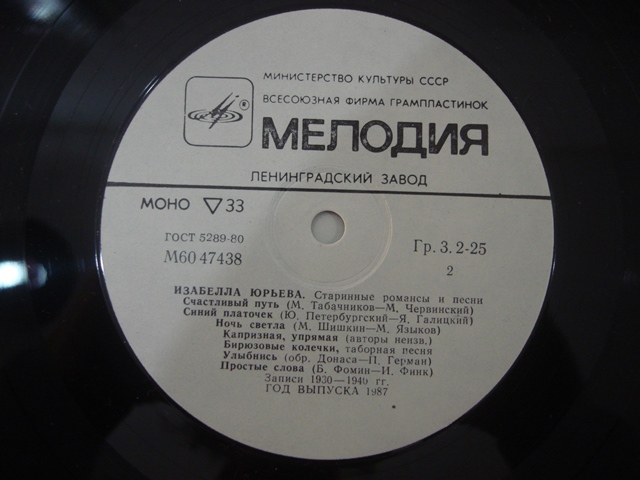 МИНИСТЕРСТВО КУЛЬТУРЫ СССР
ВСЕСОЮЗНАЯ ФИРМА ГРАМПЛАСТИНОК
®
МЕЛОДИЯ
ЛЕНИНГРАДСКИЙ ЗАВОД
МОНО 33
ГОСТ 5289-80
М60 47438
Гр. 3. 2-25
2
ИЗАБЕЛЛА ЮРЬЕВА. Старинные романсы и песни
Счастливый путь (М. Табачников—М. Червинский)
Синий платочек (Ю. Петербургский—Я. Галицкий)
Ночь светла (М. Шишкин—М. Языков)
Капризная, упрямая (авторы неизв.)
Бирюзовые колечки, таборная песня
Улыбнись (обр. Донаса—П. Герман)
Простые слова (Б. Фомин—И. Финк)
Записи 1930—1940 гг.
ГОД ВЫПУСКА 1987